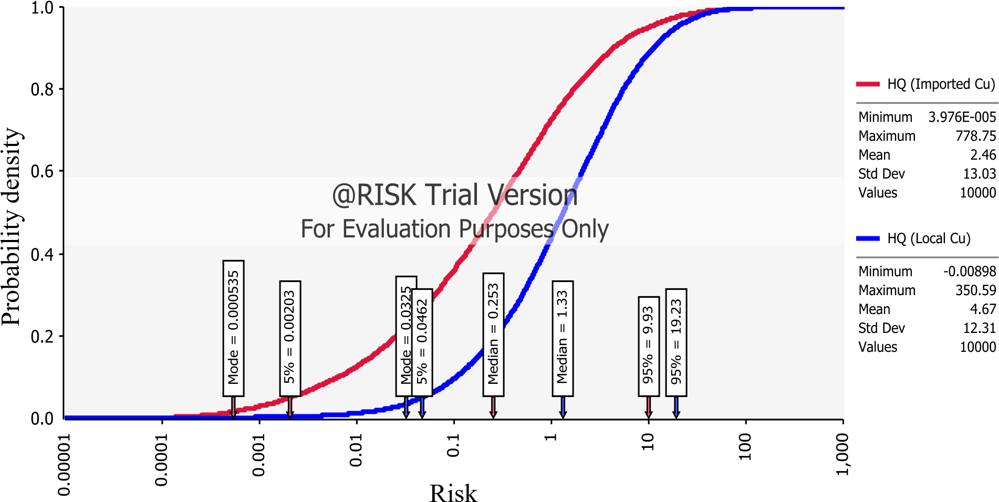 1.0
0.8
0.6
0.4
0.2
0.0
Probability density
@RISK Trial Version
For Evaluation Purposes Only
Mode = 0.000535
5% = 0.00203
Mode = 0.0325
5% = 0.0462
Median = 0.253
Median = 1.33
95% = 9.93
95% = 19.23
0.00001
0.0001
0.001
0.01
0.1
1
10
100
1,000
Risk
HQ (Imported Cu)
Minimum 3.976E-005
Maximum 778.75
Mean 2.46
Std Dev 13.03
Values 10000
HQ (Local Cu)
Minimum -0.00898
Maximum 350.59
Mean 4.67
Std Dev 12.31
Values 10000